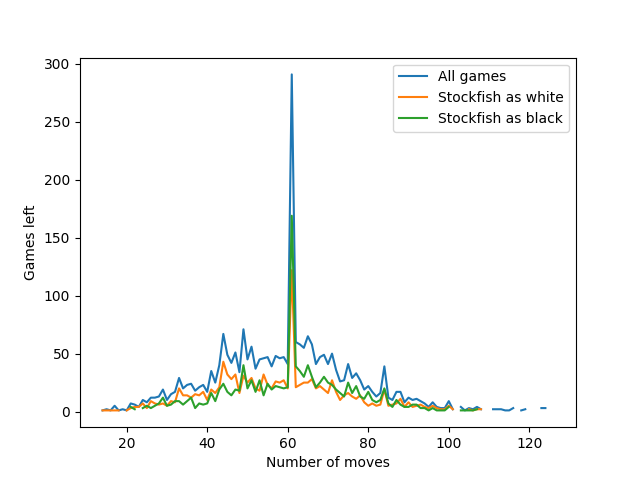 300
250
200
150
100
50
0
Games left
All games
Stockfish as white
Stockfish as black
20
40
60
80
100
120
Number of moves